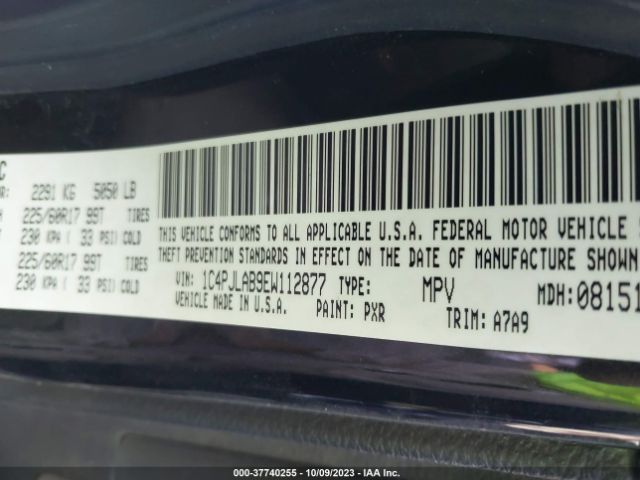 C
R: 2291 KG 5050 LB
225/60R17 99T TIRES
230 KPA ( 33 PSI) COLD
225/60R17 99T TIRES
230 KPA ( 33 PSI) COLD
THIS VEHICLE CONFORMS TO ALL APPLICABLE U.S.A. FEDERAL MOTOR VEHICLE
THEFT PREVENTION STANDARDS IN EFFECT ON THE DATE OF MANUFACTURE SHOWN
VIN: 1C4PJLAB9EW112877 TYPE: MPV MDH:08151
VEHICLE MADE IN U.S.A. PAINT: PXR TRIM: A7A9
000-37740255 - 10/09/2023 - IAA Inc.